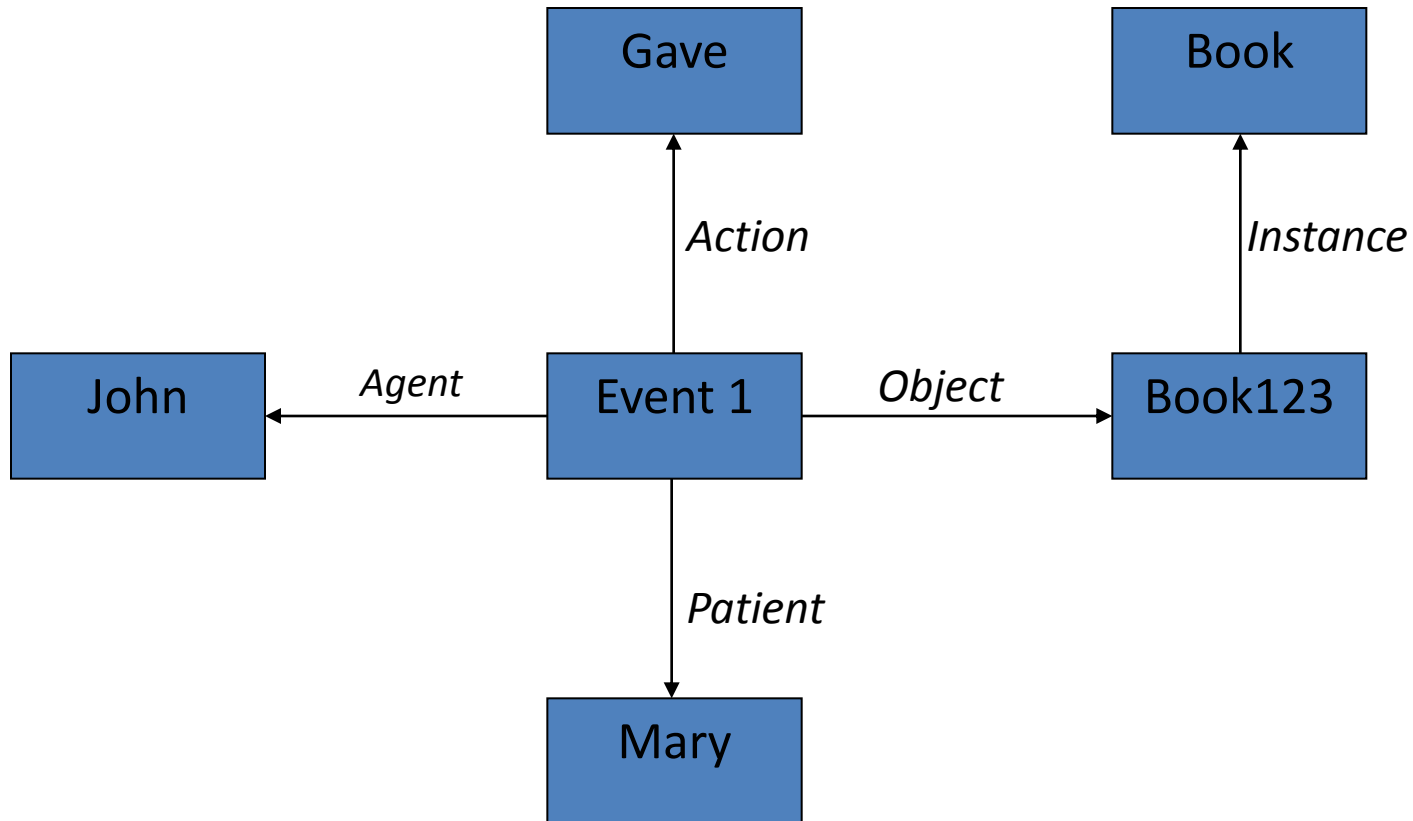 Gave
Book
Action
Instance
John
Agent
Event 1
Object
Book123
Patient
Mary